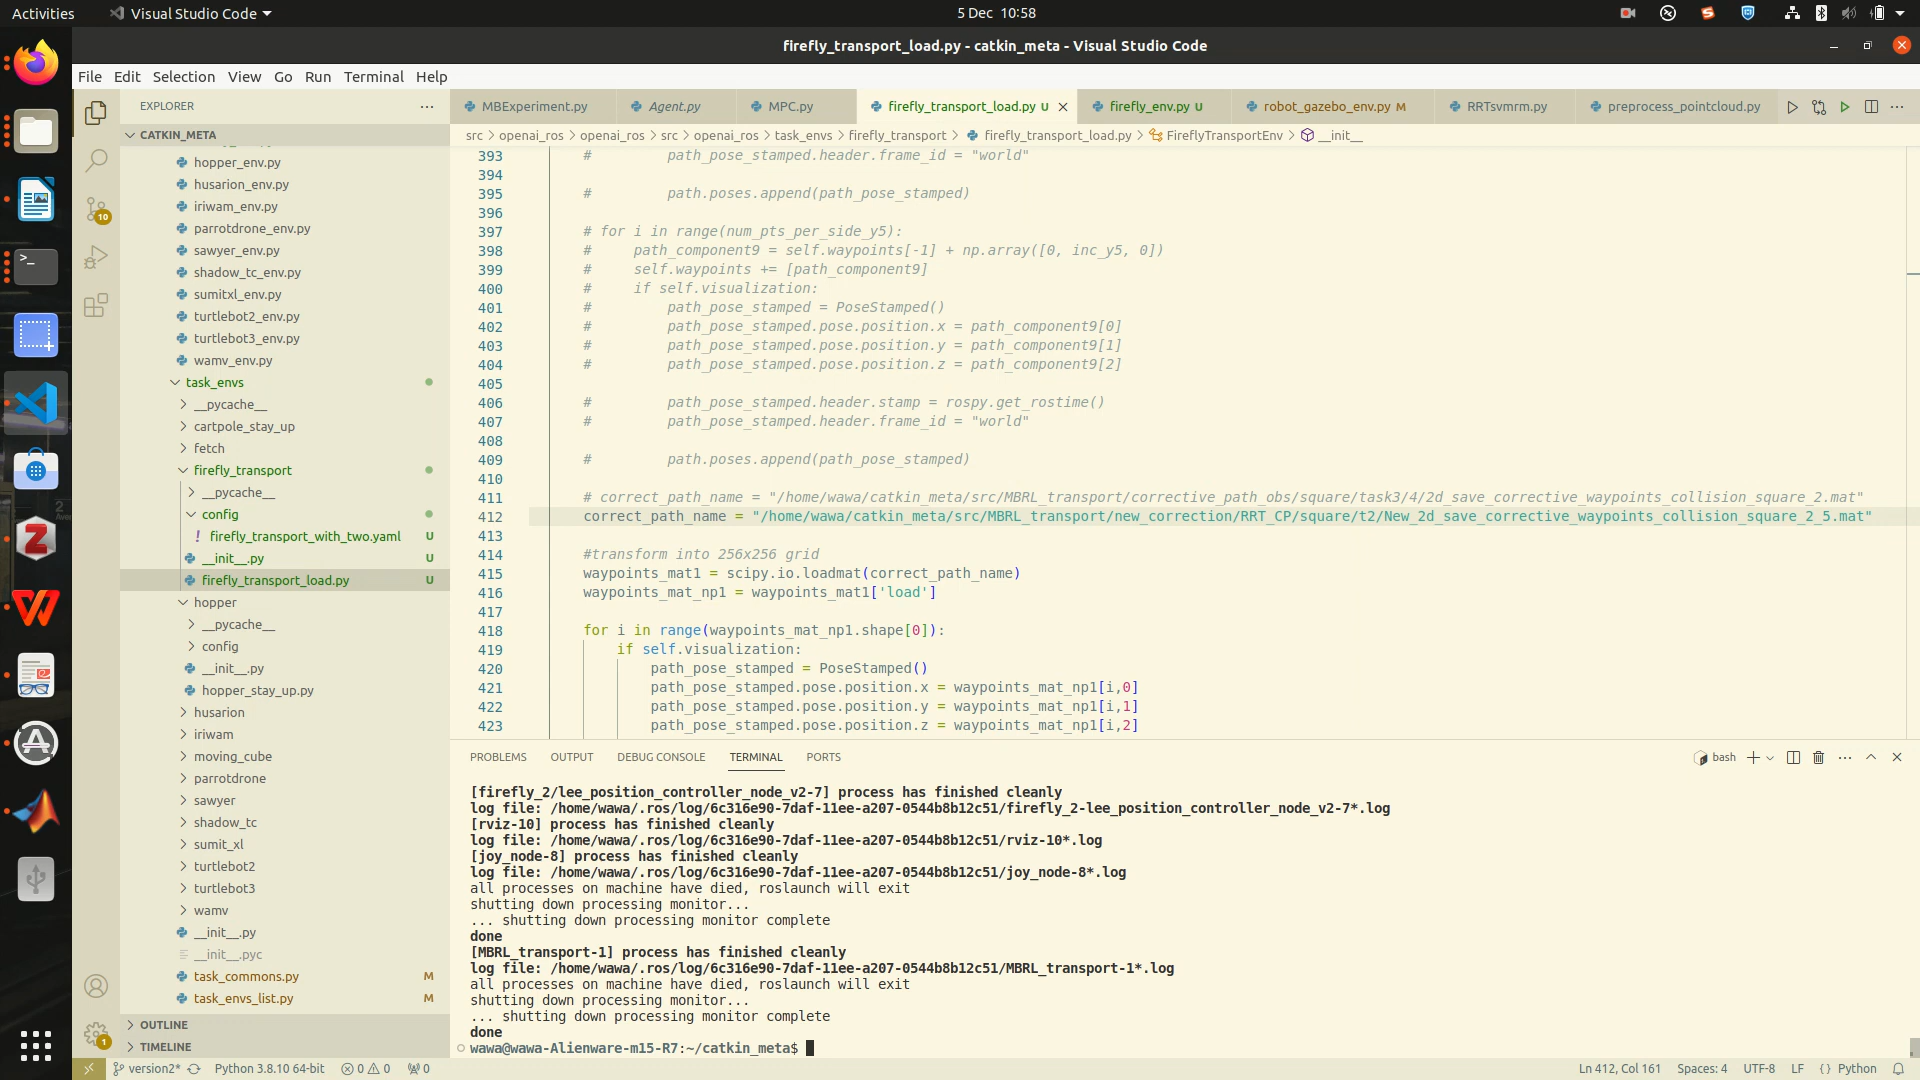 Activities
Visual Studio Code
5 Dec 10:58
firefly_transport_load.py - catkin_meta - Visual Studio Code
File Edit Selection View Go Run Terminal Help
EXPLORER
MBExperiment.py
Agent.py
MPC.py
firefly_transport_load.py U
firefly_env.py U
robot_gazebo_env.py M
RRTsvmrm.py
preprocess_pointcloud.py
CATKIN_META
src > openai_ros > openai_ros > src > openai_ros > task_envs > firefly_transport > firefly_transport_load.py > FireflyTransportEnv > __init__
hopper_env.py
husarion_env.py
iriwam_env.py
parrotdrone_env.py
sawyer_env.py
shadow_tc_env.py
sumitxl_env.py
turtlebot2_env.py
turtlebot3_env.py
wamv_env.py
task_envs
__pycache__
cartpole_stay_up
fetch
firefly_transport
__pycache__
config
firefly_transport_with_two.yaml U
__init__.py U
firefly_transport_load.py U
hopper
__pycache__
config
__init__.py
hopper_stay_up.py
husarion
iriwam
moving_cube
parrotdrone
sawyer
shadow_tc
sumit_xl
turtlebot2
turtlebot3
wamv
__init__.py
__init__.pyc
task_commons.py M
task_envs_list.py M
OUTLINE
TIMELINE
10
1
393 # path_pose_stamped.header.frame_id = "world"
394
395 # path.poses.append(path_pose_stamped)
396
397 # for i in range(num_pts_per_side_y5):
398 # path_component9 = self.waypoints[-1] + np.array([0, inc_y5, 0])
399 # self.waypoints += [path_component9]
400 # if self.visualization:
401 # path_pose_stamped = PoseStamped()
402 # path_pose_stamped.pose.position.x = path_component9[0]
403 # path_pose_stamped.pose.position.y = path_component9[1]
404 # path_pose_stamped.pose.position.z = path_component9[2]
405
406 # path_pose_stamped.header.stamp = rospy.get_rostime()
407 # path_pose_stamped.header.frame_id = "world"
408
409 # path.poses.append(path_pose_stamped)
410
411 # correct_path_name = "/home/wawa/catkin_meta/src/MBRL_transport/corrective_path_obs/square/task3/4/2d_save_corrective_waypoints_collision_square_2.mat"
412 correct_path_name = "/home/wawa/catkin_meta/src/MBRL_transport/new_correction/RRT_CP/square/t2/New_2d_save_corrective_waypoints_collision_square_2_5.mat"
413
414 #transform into 256x256 grid
415 waypoints_mat1 = scipy.io.loadmat(correct_path_name)
416 waypoints_mat_np1 = waypoints_mat1['load']
417
418 for i in range(waypoints_mat_np1.shape[0]):
419 if self.visualization:
420 path_pose_stamped = PoseStamped()
421 path_pose_stamped.pose.position.x = waypoints_mat_np1[i,0]
422 path_pose_stamped.pose.position.y = waypoints_mat_np1[i,1]
423 path_pose_stamped.pose.position.z = waypoints_mat_np1[i,2]
PROBLEMS OUTPUT DEBUG CONSOLE TERMINAL PORTS
bash
[firefly_2/lee_position_controller_node_v2-7] process has finished cleanly
log file: /home/wawa/.ros/log/6c316e90-7daf-11ee-a207-0544b8b12c51/firefly_2-lee_position_controller_node_v2-7*.log
[rviz-10] process has finished cleanly
log file: /home/wawa/.ros/log/6c316e90-7daf-11ee-a207-0544b8b12c51/rviz-10*.log
[joy_node-8] process has finished cleanly
log file: /home/wawa/.ros/log/6c316e90-7daf-11ee-a207-0544b8b12c51/joy_node-8*.log
all processes on machine have died, roslaunch will exit
shutting down processing monitor...
... shutting down processing monitor complete
done
[MBRL_transport-1] process has finished cleanly
log file: /home/wawa/.ros/log/6c316e90-7daf-11ee-a207-0544b8b12c51/MBRL_transport-1*.log
all processes on machine have died, roslaunch will exit
shutting down processing monitor...
... shutting down processing monitor complete
done
wawa@wawa-Alienware-m15-R7:~/catkin_meta$
version2* Python 3.8.10 64-bit 0 0 0
Ln 412, Col 161 Spaces: 4 UTF-8 LF {} Python